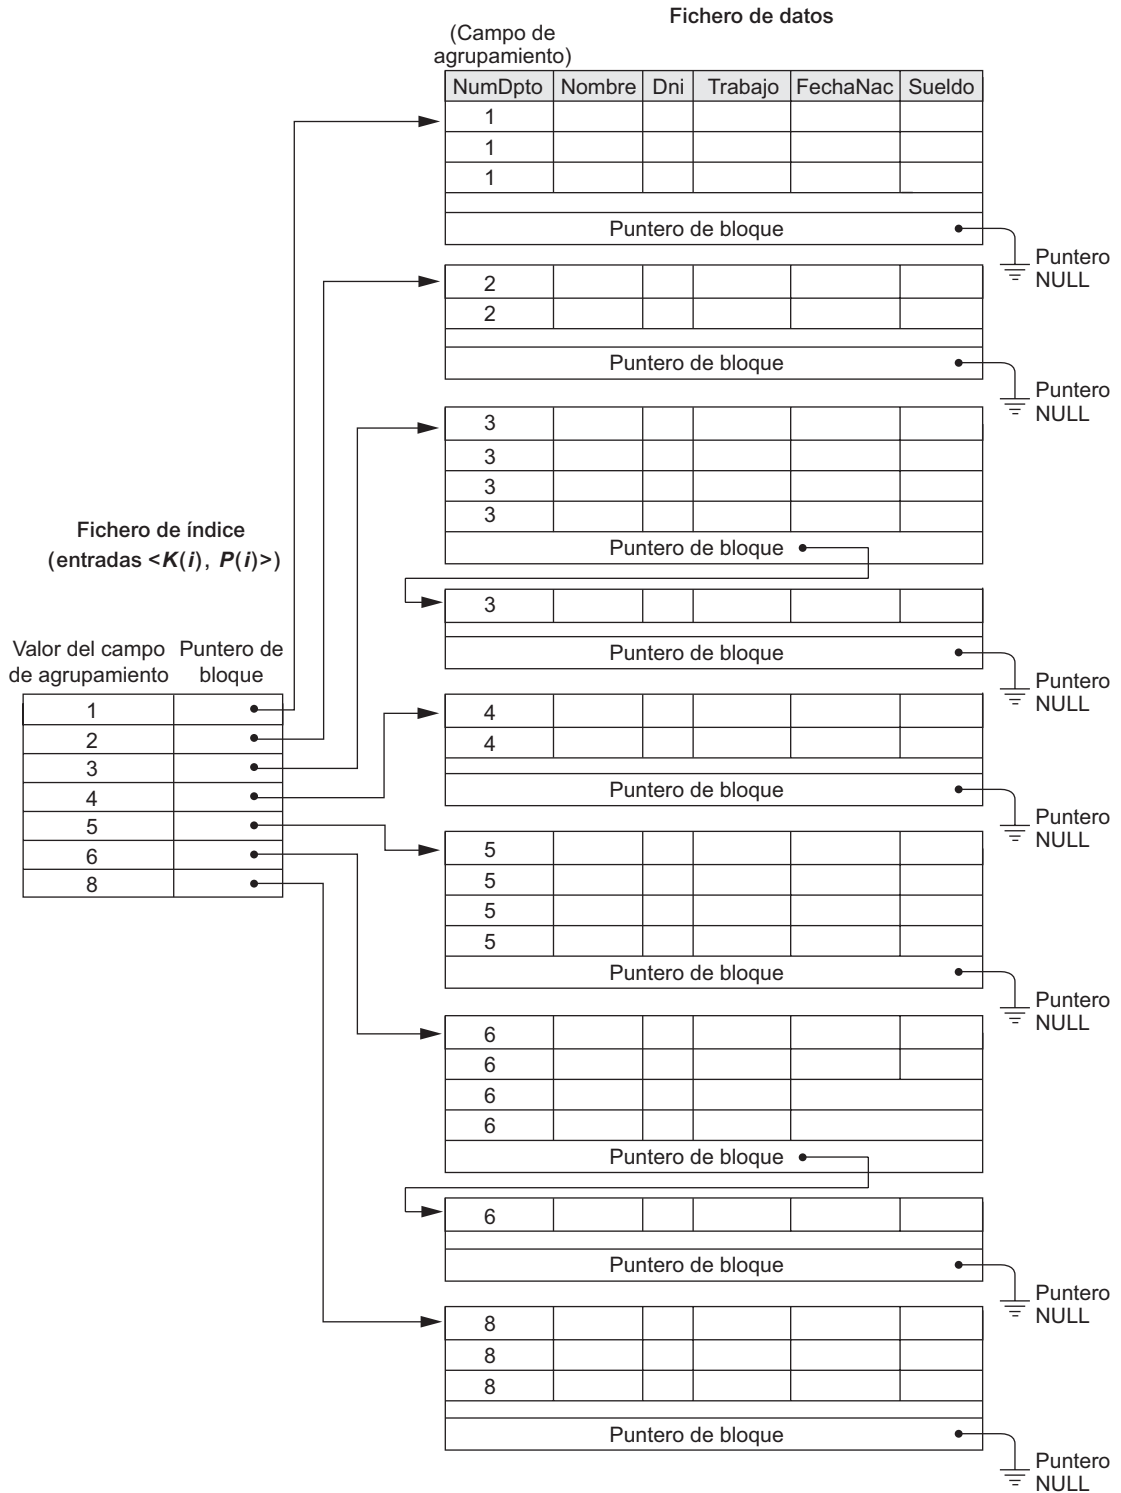 Fichero de datos
(Campo de
agrupamiento)
NumDpto Nombre Dni Trabajo FechaNac Sueldo
1
1
1
Puntero de bloque
Puntero
NULL
2
2
Puntero de bloque
Puntero
NULL
3
3
3
3
Puntero de bloque
3
Puntero de bloque
Puntero
NULL
4
4
Puntero de bloque
Puntero
NULL
5
5
5
5
Puntero de bloque
Puntero
NULL
6
6
6
6
Puntero de bloque
6
Puntero de bloque
Puntero
NULL
8
8
8
Puntero de bloque
Puntero
NULL
Fichero de índice
(entradas <K(i), P(i)>)
Valor del campo
de agrupamiento
Puntero de
bloque
1
2
3
4
5
6
8